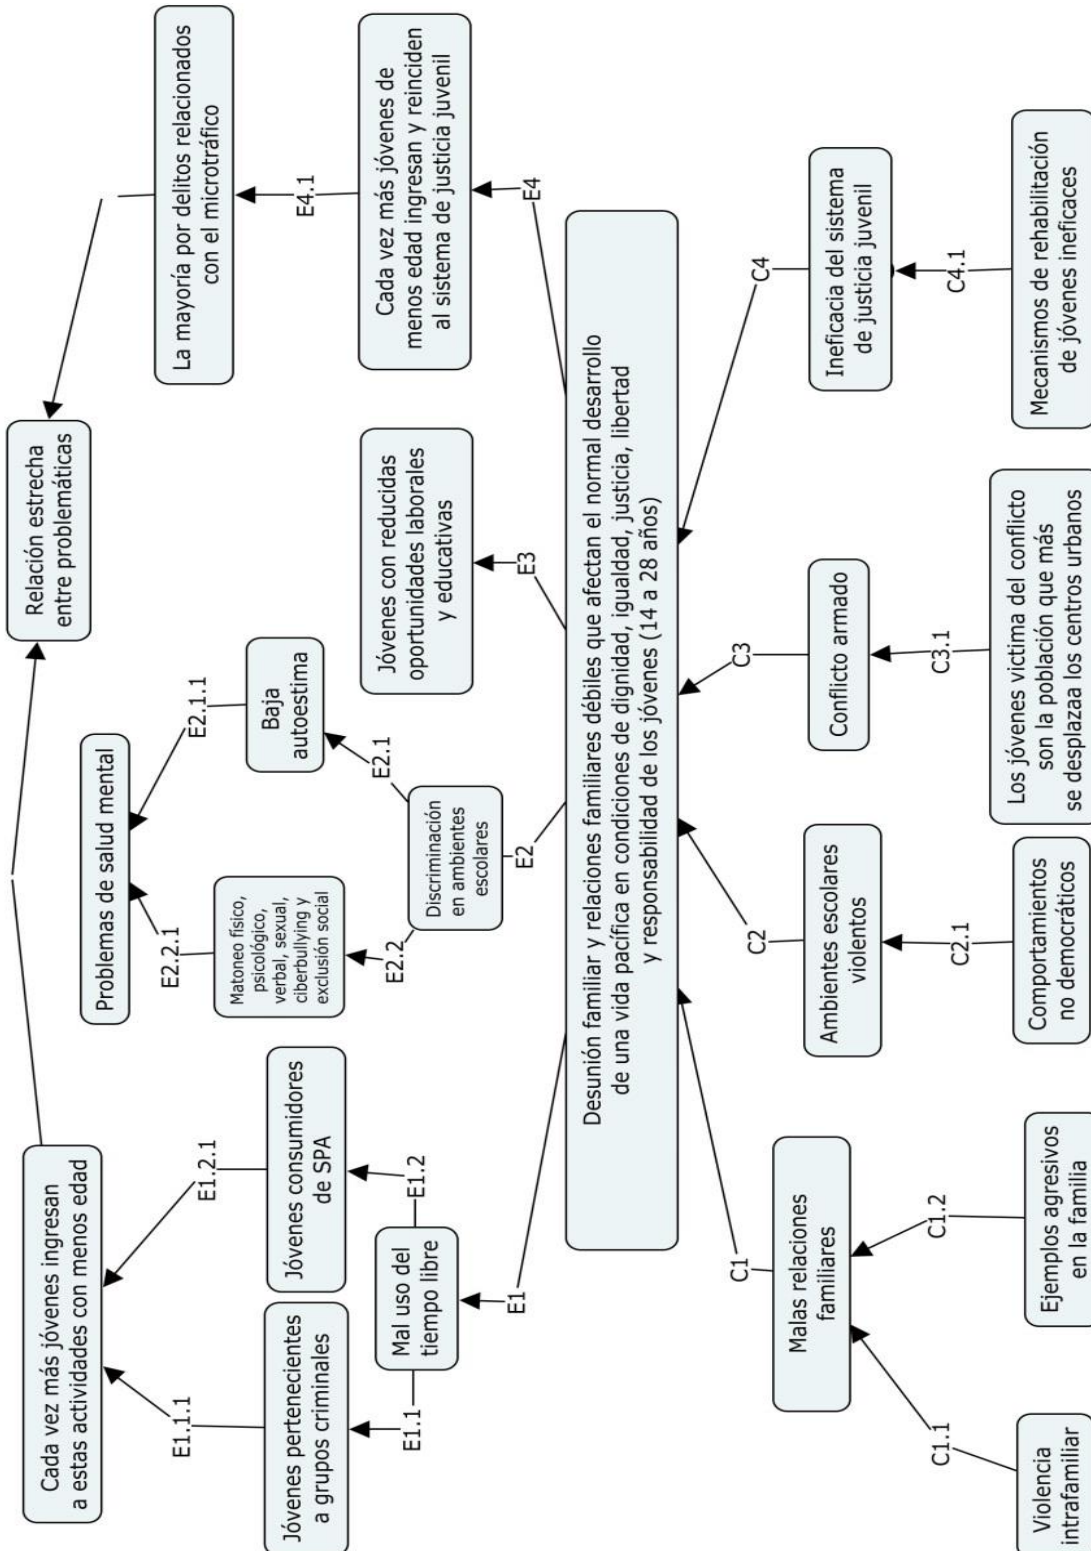 Relación estrecha
entre problemáticas
Cada vez más jóvenes ingresan
a estas actividades con menos edad
Problemas de salud mental
La mayoría por delitos relacionados
con el microtráfico
E1.1.1
E1.2.1
E2.2.1
E2.1.1
E4.1
Jóvenes pertenecientes
a grupos criminales
Jóvenes consumidores
de SPA
Matoneo físico,
psicológico,
verbal, sexual,
ciberbullying y
exclusión social
Baja
autoestima
Jóvenes con reducidas
oportunidades laborales
y educativas
Cada vez más jóvenes de
menos edad ingresan y reinciden
al sistema de justicia juvenil
E1.1
E1.2
E2.2
E2.1
Mal uso del
tiempo libre
Discriminación
en ambientes
escolares
E1
E2
E3
E4
Desunión familiar y relaciones familiares débiles que afectan el normal desarrollo
de una vida pacífica en condiciones de dignidad, igualdad, justicia, libertad
y responsabilidad de los jóvenes (14 a 28 años)
C1
C2
C3
C4
Malas relaciones
familiares
Ambientes escolares
violentos
Conflicto armado
Ineficacia del sistema
de justicia juvenil
C1.1
C1.2
C2.1
C3.1
C4.1
Violencia
intrafamiliar
Ejemplos agresivos
en la familia
Comportamientos
no democráticos
Los jóvenes victima del conflicto
son la población que más
se desplaza los centros urbanos
Mecanismos de rehabilitación
de jóvenes ineficaces